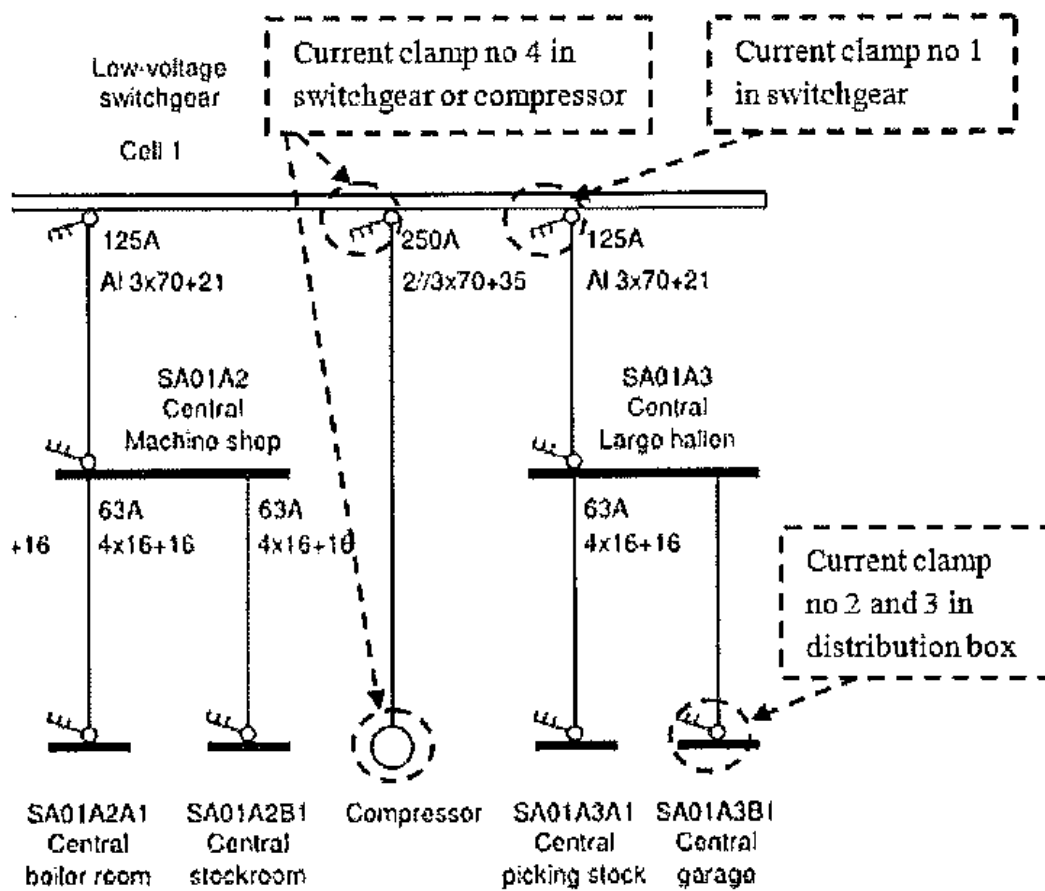 Current clamp no 4 in
switchgear or compressor
Current clamp no 1
in switchgear
Low-voltage
switchgear
Cell 1
125A
Al 3x70+21
250A
2//3x70+35
125A
Al 3x70+21
SA01A2
Central
Machine shop
SA01A3
Central
Large hallen
+16
63A
4x16+16
63A
4x16+16
63A
4x16+16
Current clamp
no 2 and 3 in
distribution box
SA01A2A1
Central
boiler room
SA01A2B1
Central
stockroom
Compressor
SA01A3A1
Central
picking stock
SA01A3B1
Central
garage